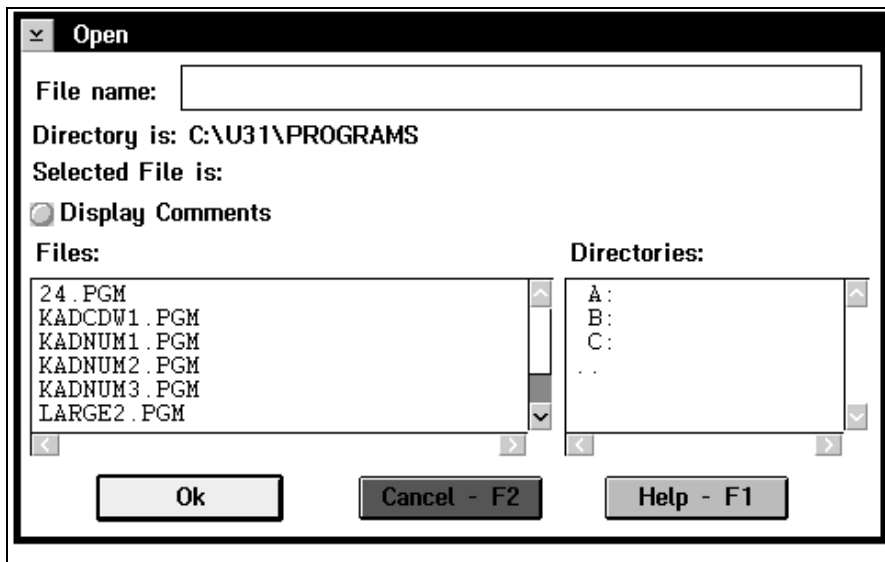 Open
File name:
Directory is: C:\U31\PROGRAMS
Selected File is:
Display Comments
Files:
Directories:
24.PGM
KADCDW1.PGM
KADNUM1.PGM
KADNUM2.PGM
KADNUM3.PGM
LARGE2.PGM
A:
B:
C:
..
Ok
Cancel - F2
Help - F1